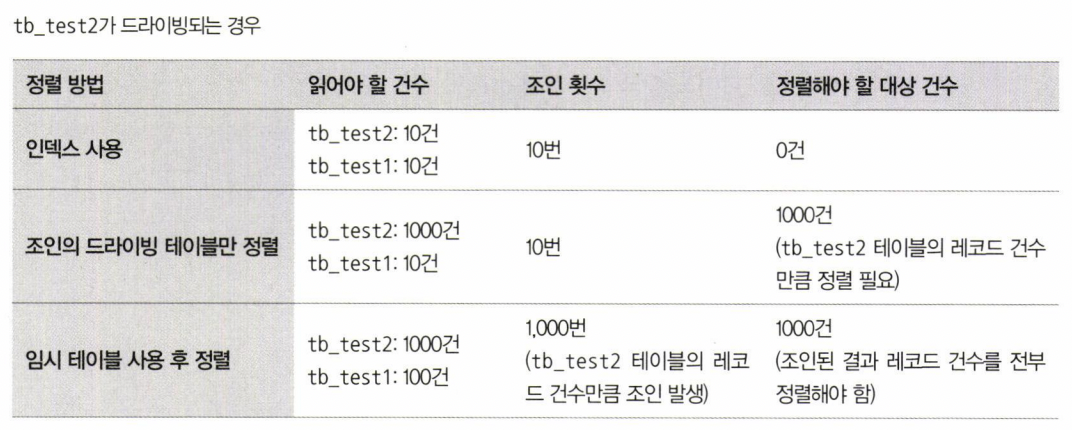 tb_test2가 드라이빙되는 경우
정렬 방법 읽어야 할 건수 조인 횟수 정렬해야 할 대상 건수
인덱스 사용
tb_test2: 10건
tb_test1: 10건
10번
0건
조인의 드라이빙 테이블만 정렬
tb_test2: 1000건
tb_test1: 10건
10번
1000건
(tb_test2 테이블의 레코드 건수
만큼 정렬 필요)
임시 테이블 사용 후 정렬
tb_test2: 1000건
tb_test1: 100건
1,000번
(tb_test2 테이블의 레코
드 건수만큼 조인 발생)
1000건
(조인된 결과 레코드 건수를 전부
정렬해야 함)